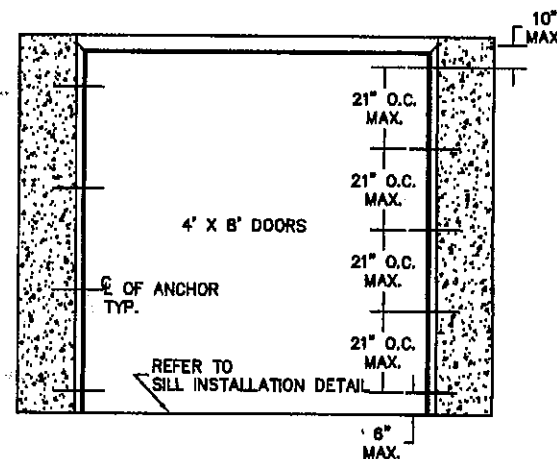 10"
MAX
21" O.C.
MAX.
21" O.C.
MAX.
4' X 8' DOORS
21" O.C.
MAX.
℄ OF ANCHOR
TYP.
21" O.C.
MAX.
REFER TO
SILL INSTALLATION DETAIL
6"
MAX.